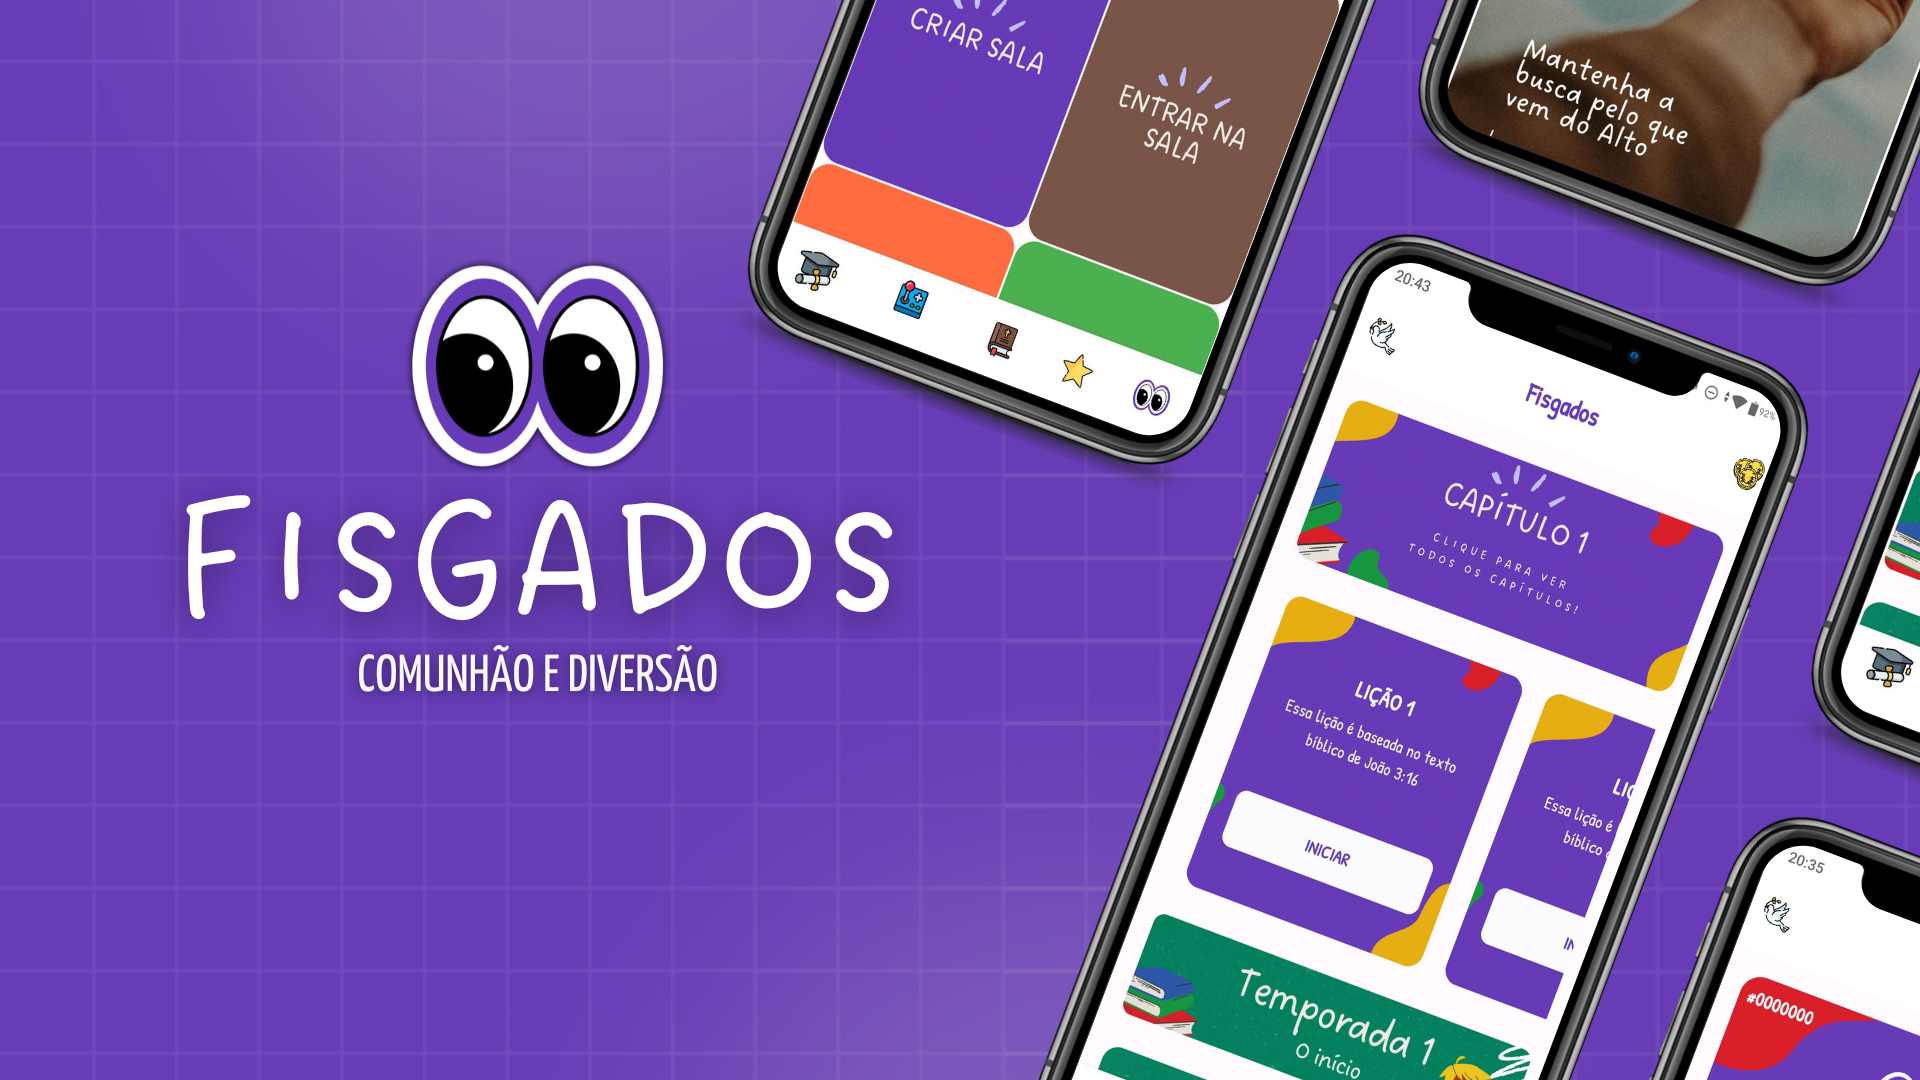 FISGADOS
COMUNHÃO E DIVERSÃO
CRIAR SALA
ENTRAR NA
SALA
Mantenha a
busca pelo que
vem do Alto
20:43
92%
Fisgados
CAPÍTULO 1
CLIQUE PARA VER
TODOS OS CAPÍTULOS!
LIÇÃO 1
Essa lição é baseada no texto
bíblico de João 3:16
INICIAR
Essa lição é
bíblico
Temporada 1
O início
20:35
#0000000